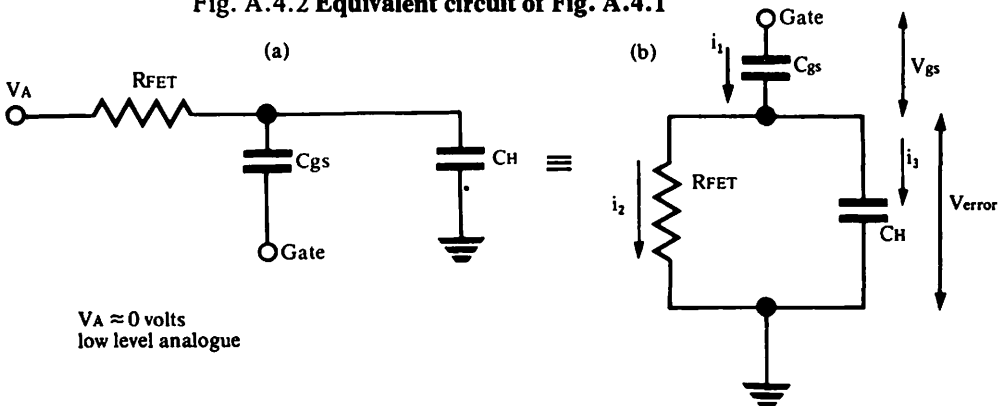 Fig. A.4.2 Equivalent circuit of Fig. A.4.1
(a)
VA
RFET
Cgs
CH
≡
Gate
VA ≈ 0 volts
low level analogue
(b)
Gate
i1
Cgs
Vgs
i2
RFET
i3
CH
Verror